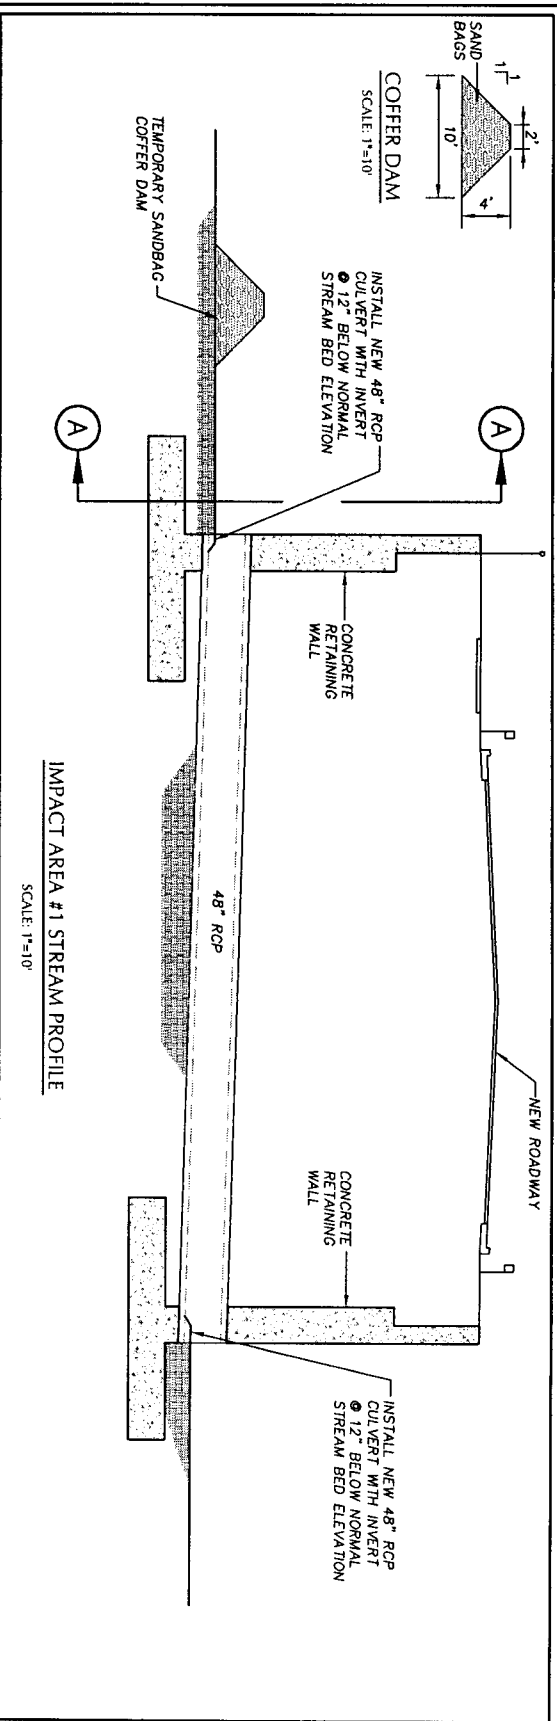 SAND
BAGS
1
1
2'
10'
4'
COFFER DAM
SCALE: 1"=10'
TEMPORARY SANDBAG
COFFER DAM
INSTALL NEW 48" RCP
CULVERT WITH INVERT
@ 12" BELOW NORMAL
STREAM BED ELEVATION
A
A
CONCRETE
RETAINING
WALL
48" RCP
NEW ROADWAY
CONCRETE
RETAINING
WALL
INSTALL NEW 48" RCP
CULVERT WITH INVERT
@ 12" BELOW NORMAL
STREAM BED ELEVATION
IMPACT AREA #1 STREAM PROFILE
SCALE: 1"=10'